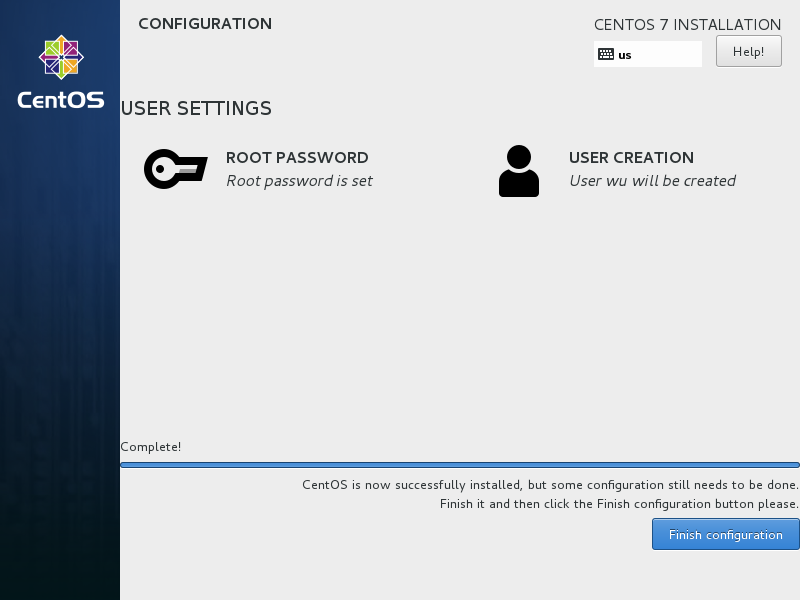 CONFIGURATION
CENTOS 7 INSTALLATION
us
Help!
CentOS
USER SETTINGS
ROOT PASSWORD
Root password is set
USER CREATION
User wu will be created
Complete!
CentOS is now successfully installed, but some configuration still needs to be done.
Finish it and then click the Finish configuration button please.
Finish configuration